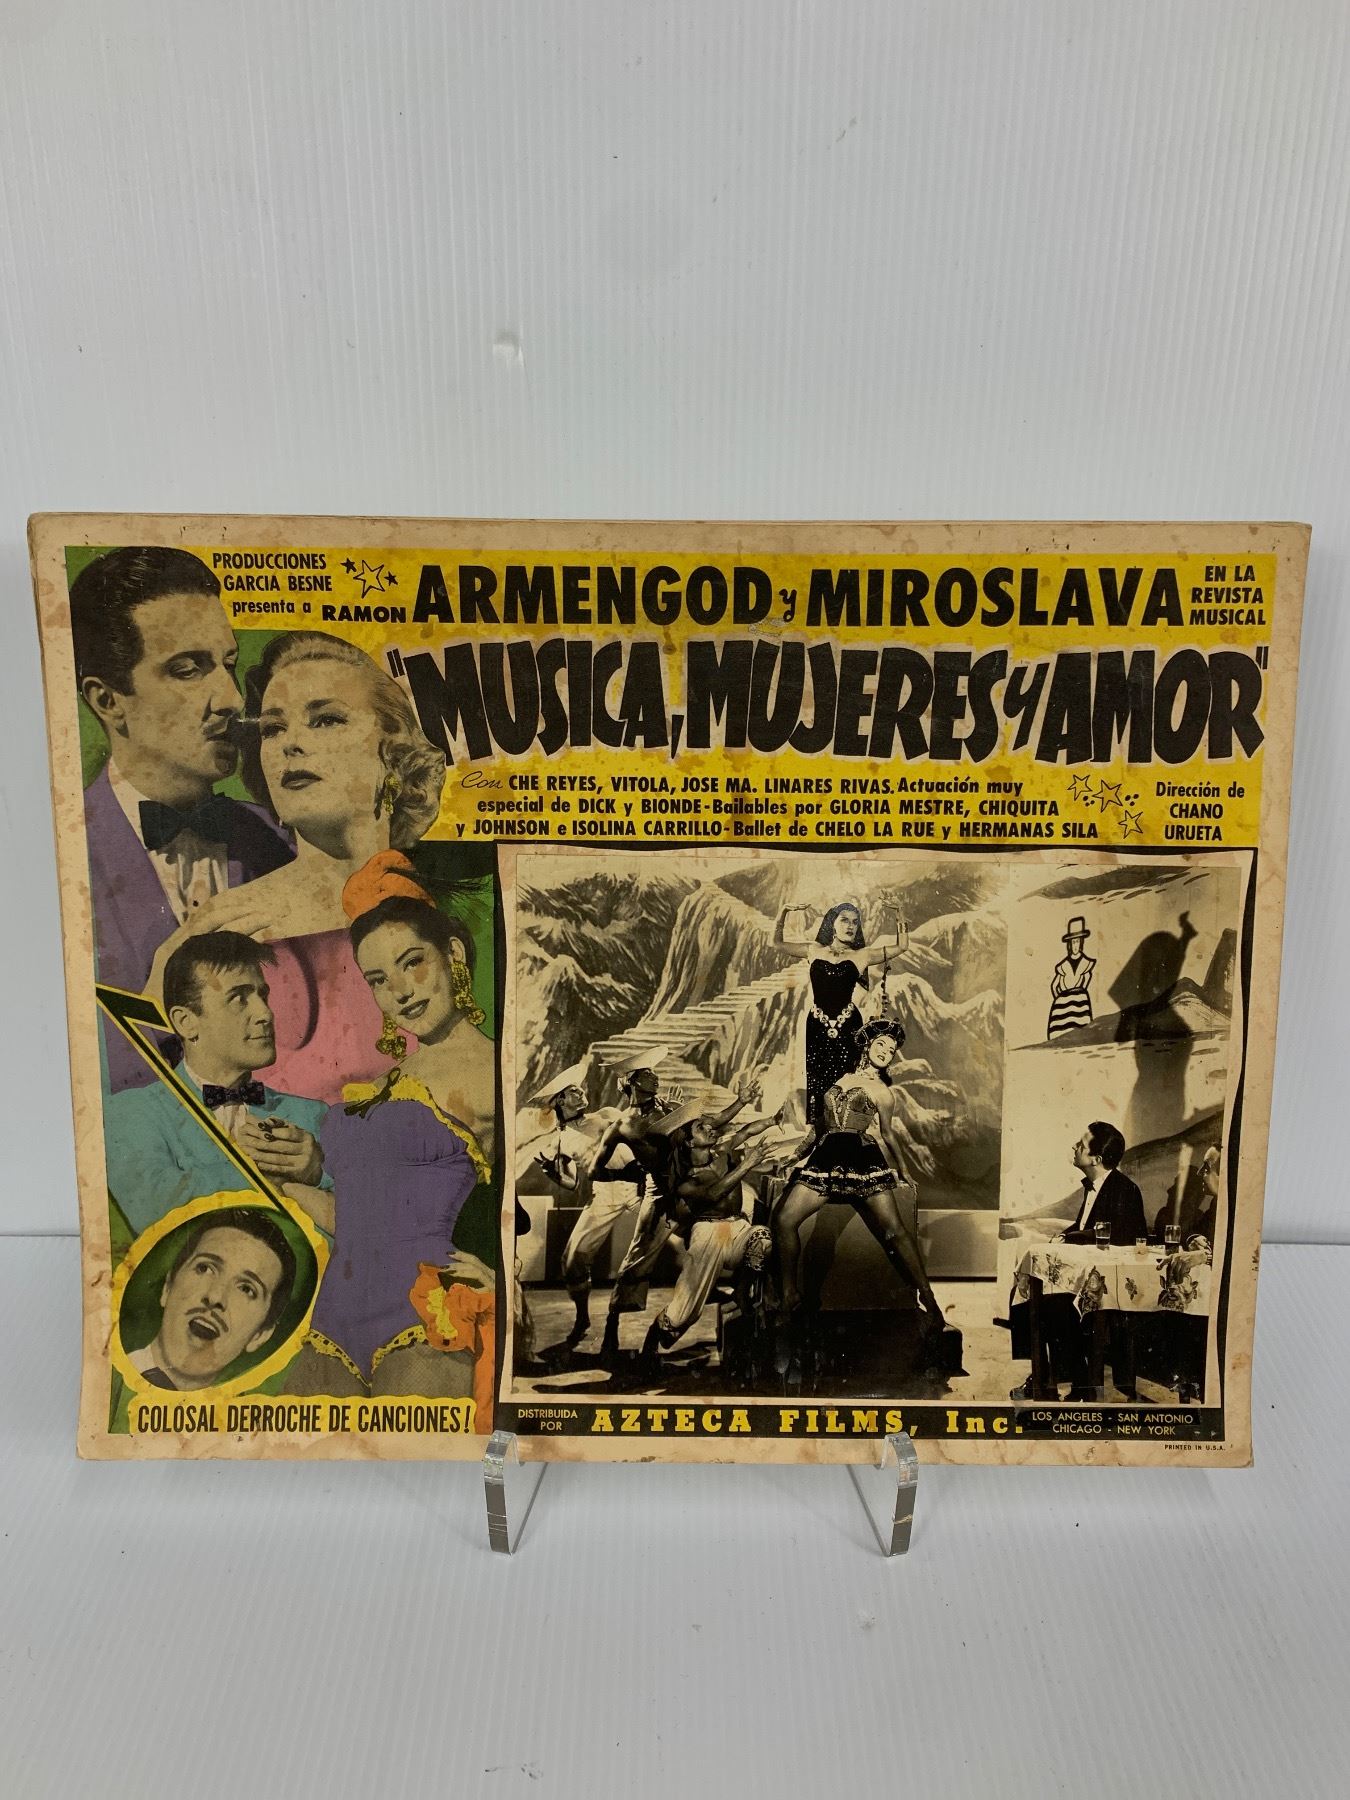 PRODUCCIONES
GARCIA BESNE
presenta a RAMON ARMENGOD y MIROSLAVA
EN LA
REVISTA
MUSICAL
"MUSICA, MUJERES Y AMOR"
Con CHE REYES, VITOLA, JOSE MA. LINARES RIVAS. Actuación muy
especial de DICK y BIONDE-Bailables por GLORIA MESTRE, CHIQUITA
y JOHNSON e ISOLINA CARRILLO-Ballet de CHELO LA RUE y HERMANAS SILA
Dirección de
CHANO
URUETA
COLOSAL DERROCHE DE CANCIONES!
DISTRIBUIDA
POR
AZTECA FILMS, Inc.
LOS ANGELES - SAN ANTONIO
CHICAGO - NEW YORK
PRINTED IN U.S.A.